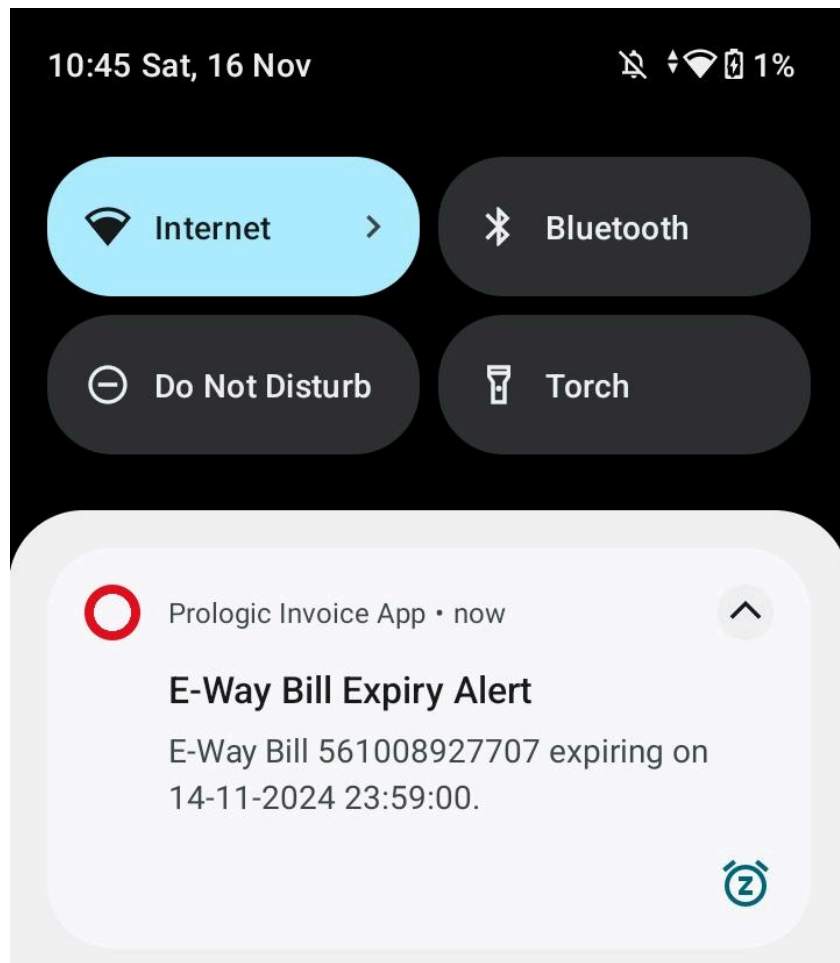 10:45 Sat, 16 Nov 1%
Internet Bluetooth
Do Not Disturb Torch
Prologic Invoice App • now
E-Way Bill Expiry Alert
E-Way Bill 561008927707 expiring on
14-11-2024 23:59:00.